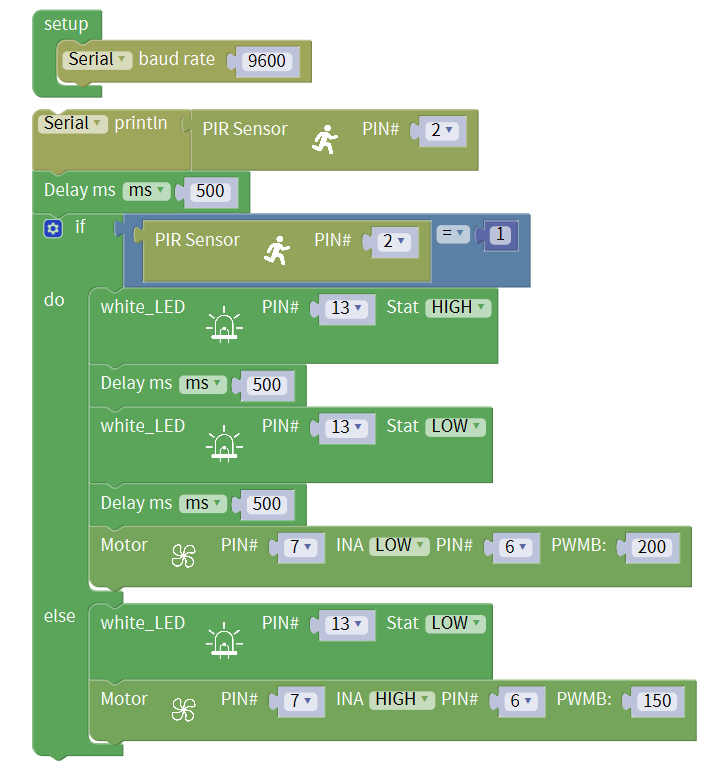 setup
Serial baud rate 9600
Serial println PIR Sensor PIN# 2
Delay ms ms 500
if PIR Sensor PIN# 2 = 1
do white_LED PIN# 13 Stat HIGH
Delay ms ms 500
white_LED PIN# 13 Stat LOW
Delay ms ms 500
Motor PIN# 7 INA LOW PIN# 6 PWMB: 200
else white_LED PIN# 13 Stat LOW
Motor PIN# 7 INA HIGH PIN# 6 PWMB: 150